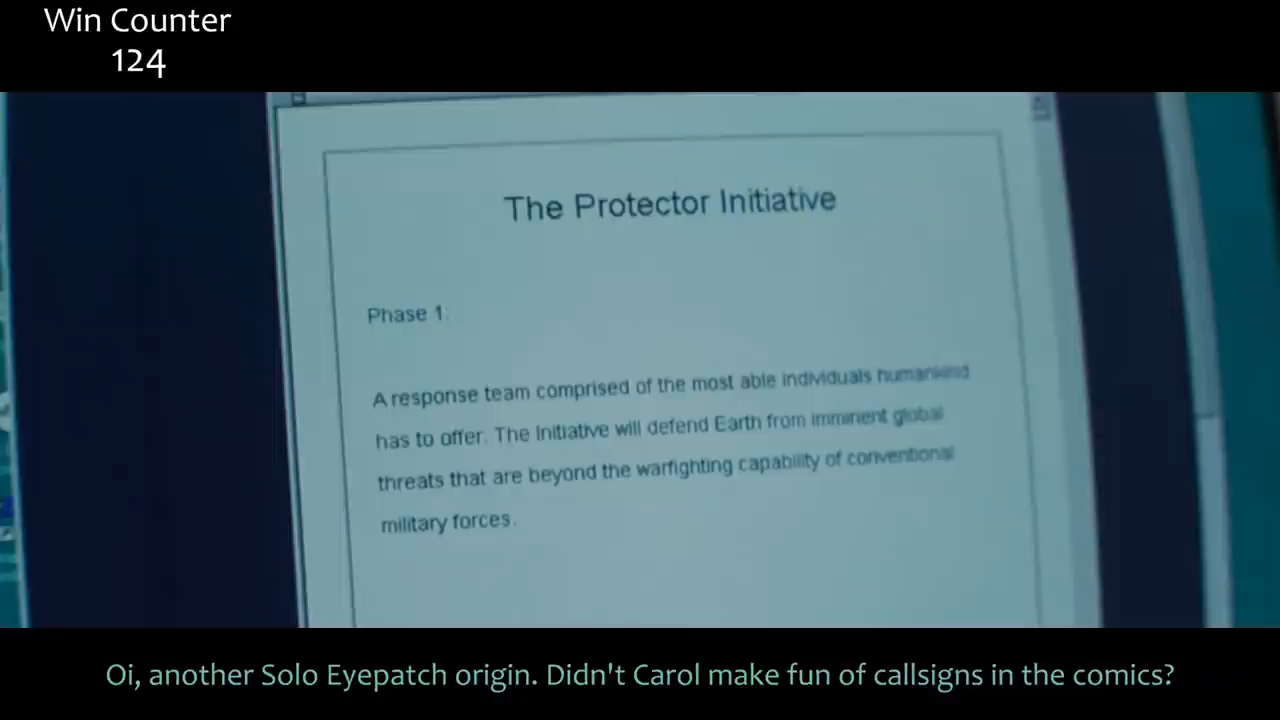 Win Counter
124
The Protector Initiative
Phase 1:
A response team comprised of the most able individuals humankind
has to offer. The Initiative will defend Earth from imminent global
threats that are beyond the warfighting capability of conventional
military forces.
Oi, another Solo Eyepatch origin. Didn't Carol make fun of callsigns in the comics?